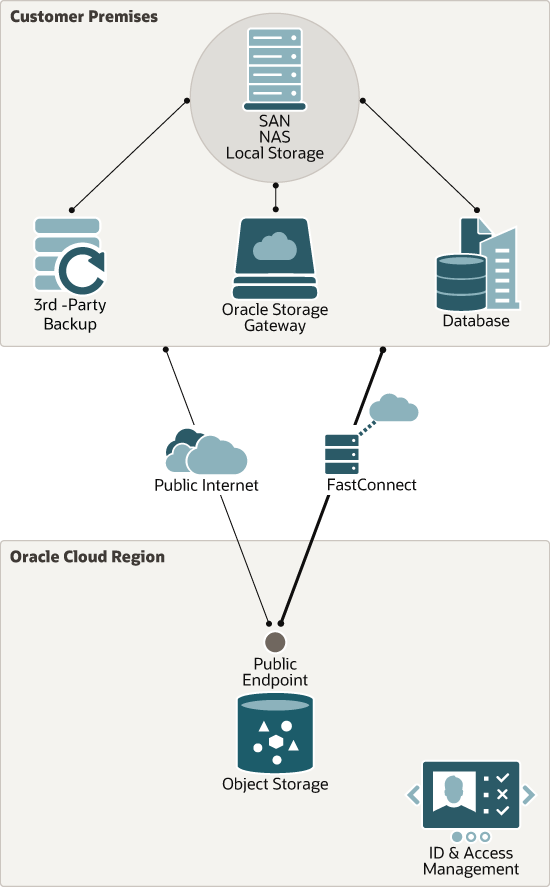 Customer Premises
SAN
NAS
Local Storage
3rd -Party
Backup
Oracle Storage
Gateway
Database
Public Internet
FastConnect
Oracle Cloud Region
Public
Endpoint
Object Storage
ID & Access
Management